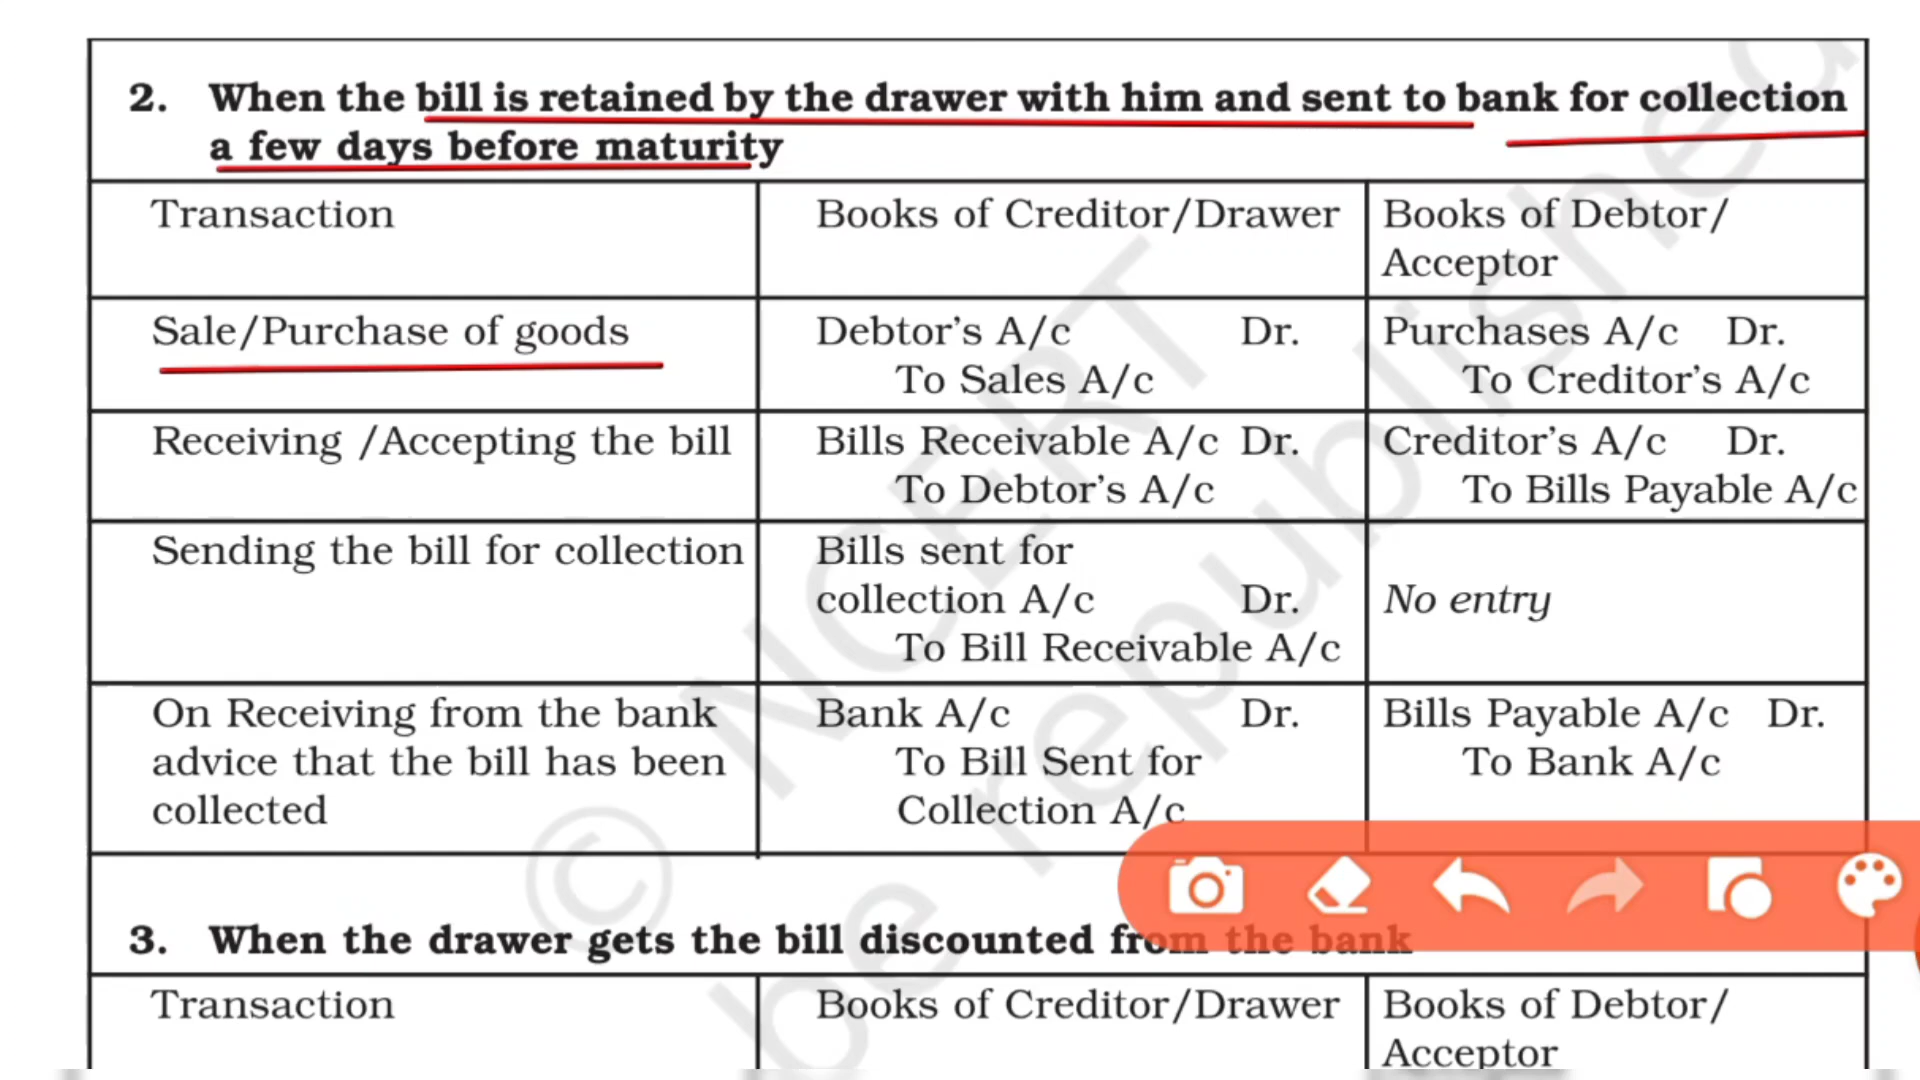 2. When the bill is retained by the drawer with him and sent to bank for collection
a few days before maturity
Transaction
Books of Creditor/Drawer
Books of Debtor/
Acceptor
Sale/Purchase of goods
Debtor's A/c Dr.
To Sales A/c
Purchases A/c Dr.
To Creditor's A/c
Receiving /Accepting the bill
Bills Receivable A/c Dr.
To Debtor's A/c
Creditor's A/c Dr.
To Bills Payable A/c
Sending the bill for collection
Bills sent for
collection A/c Dr.
To Bill Receivable A/c
No entry
On Receiving from the bank
advice that the bill has been
collected
Bank A/c Dr.
To Bill Sent for
Collection A/c
Bills Payable A/c Dr.
To Bank A/c
3. When the drawer gets the bill discounted from the bank
Transaction
Books of Creditor/Drawer
Books of Debtor/
Acceptor
© NCERT
be republished